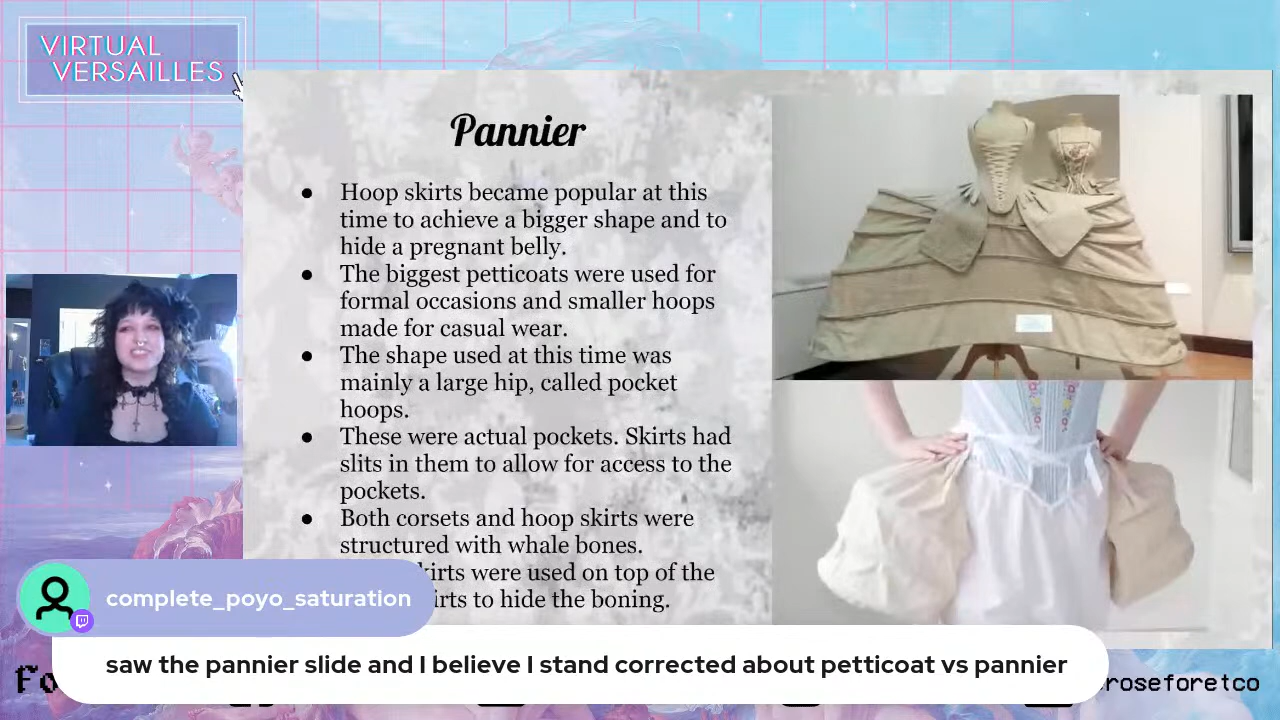 VIRTUAL
VERSAILLES
Pannier
● Hoop skirts became popular at this
time to achieve a bigger shape and to
hide a pregnant belly.
● The biggest petticoats were used for
formal occasions and smaller hoops
made for casual wear.
● The shape used at this time was
mainly a large hip, called pocket
hoops.
● These were actual pockets. Skirts had
slits in them to allow for access to the
pockets.
● Both corsets and hoop skirts were
structured with whale bones.
kirts were used on top of the
irts to hide the boning.
complete_poyo_saturation
saw the pannier slide and I believe I stand corrected about petticoat vs pannier
Fo
roseforetco